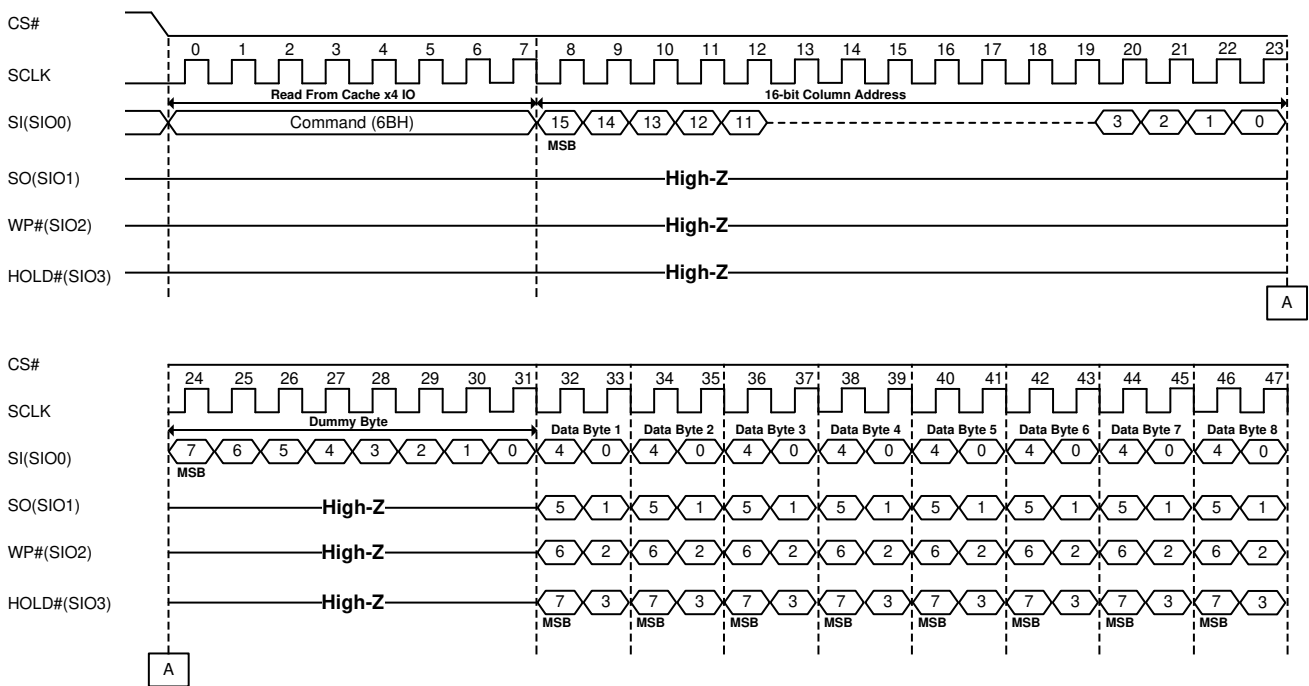 CS#
0 1 2 3 4 5 6 7 8 9 10 11 12 13 14 15 16 17 18 19 20 21 22 23
SCLK
Read From Cache x4 IO 16-bit Column Address
SI(SIO0) Command (6BH) 15 14 13 12 11 3 2 1 0
MSB
SO(SIO1) High-Z
WP#(SIO2) High-Z
HOLD#(SIO3) High-Z
A
CS#
24 25 26 27 28 29 30 31 32 33 34 35 36 37 38 39 40 41 42 43 44 45 46 47
SCLK
Dummy Byte Data Byte 1 Data Byte 2 Data Byte 3 Data Byte 4 Data Byte 5 Data Byte 6 Data Byte 7 Data Byte 8
SI(SIO0) 7 6 5 4 3 2 1 0 4 0 4 0 4 0 4 0 4 0 4 0 4 0 4 0
MSB
SO(SIO1) High-Z 5 1 5 1 5 1 5 1 5 1 5 1 5 1 5 1
WP#(SIO2) High-Z 6 2 6 2 6 2 6 2 6 2 6 2 6 2 6 2
HOLD#(SIO3) High-Z 7 3 7 3 7 3 7 3 7 3 7 3 7 3 7 3
MSB MSB MSB MSB MSB MSB MSB MSB
A